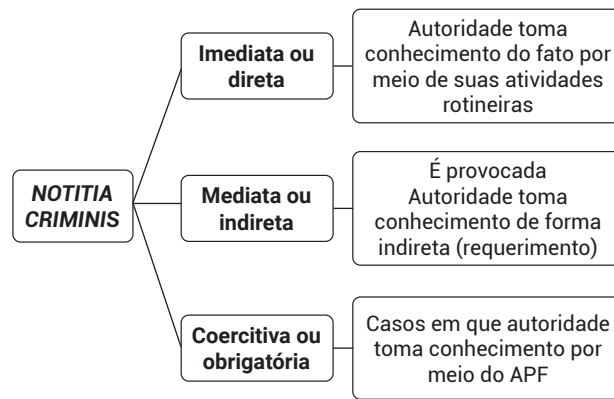 NOTITIA
CRIMINIS
Imediata ou
direta
Autoridade toma
conhecimento do fato por
meio de suas atividades
rotineiras
Mediata ou
indireta
É provocada
Autoridade toma
conhecimento de forma
indireta (requerimento)
Coercitiva ou
obrigatória
Casos em que autoridade
toma conhecimento por
meio do APF